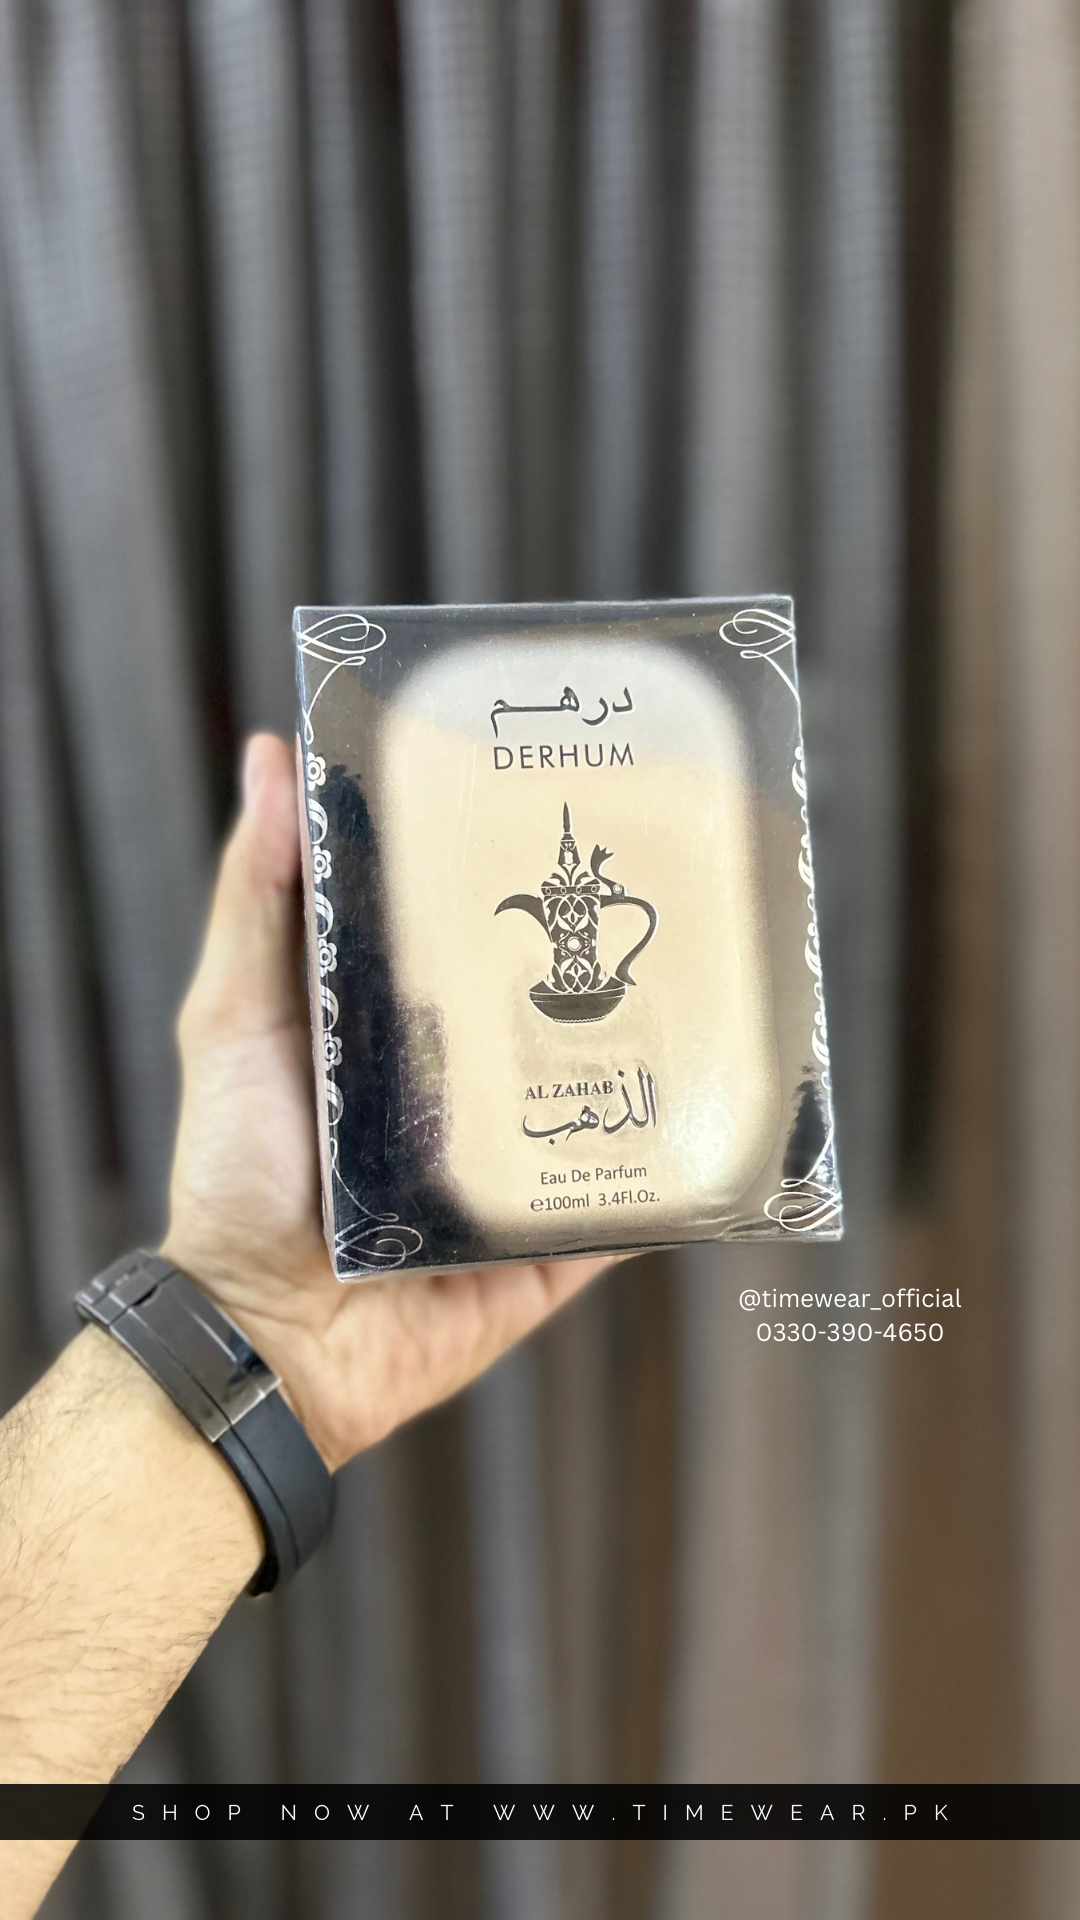 درهم
DERHUM
AL ZAHAB
الذهب
Eau De Parfum
℮100ml 3.4Fl.Oz.
@timewear_official
0330-390-4650
SHOP NOW AT WWW.TIMEWEAR.PK